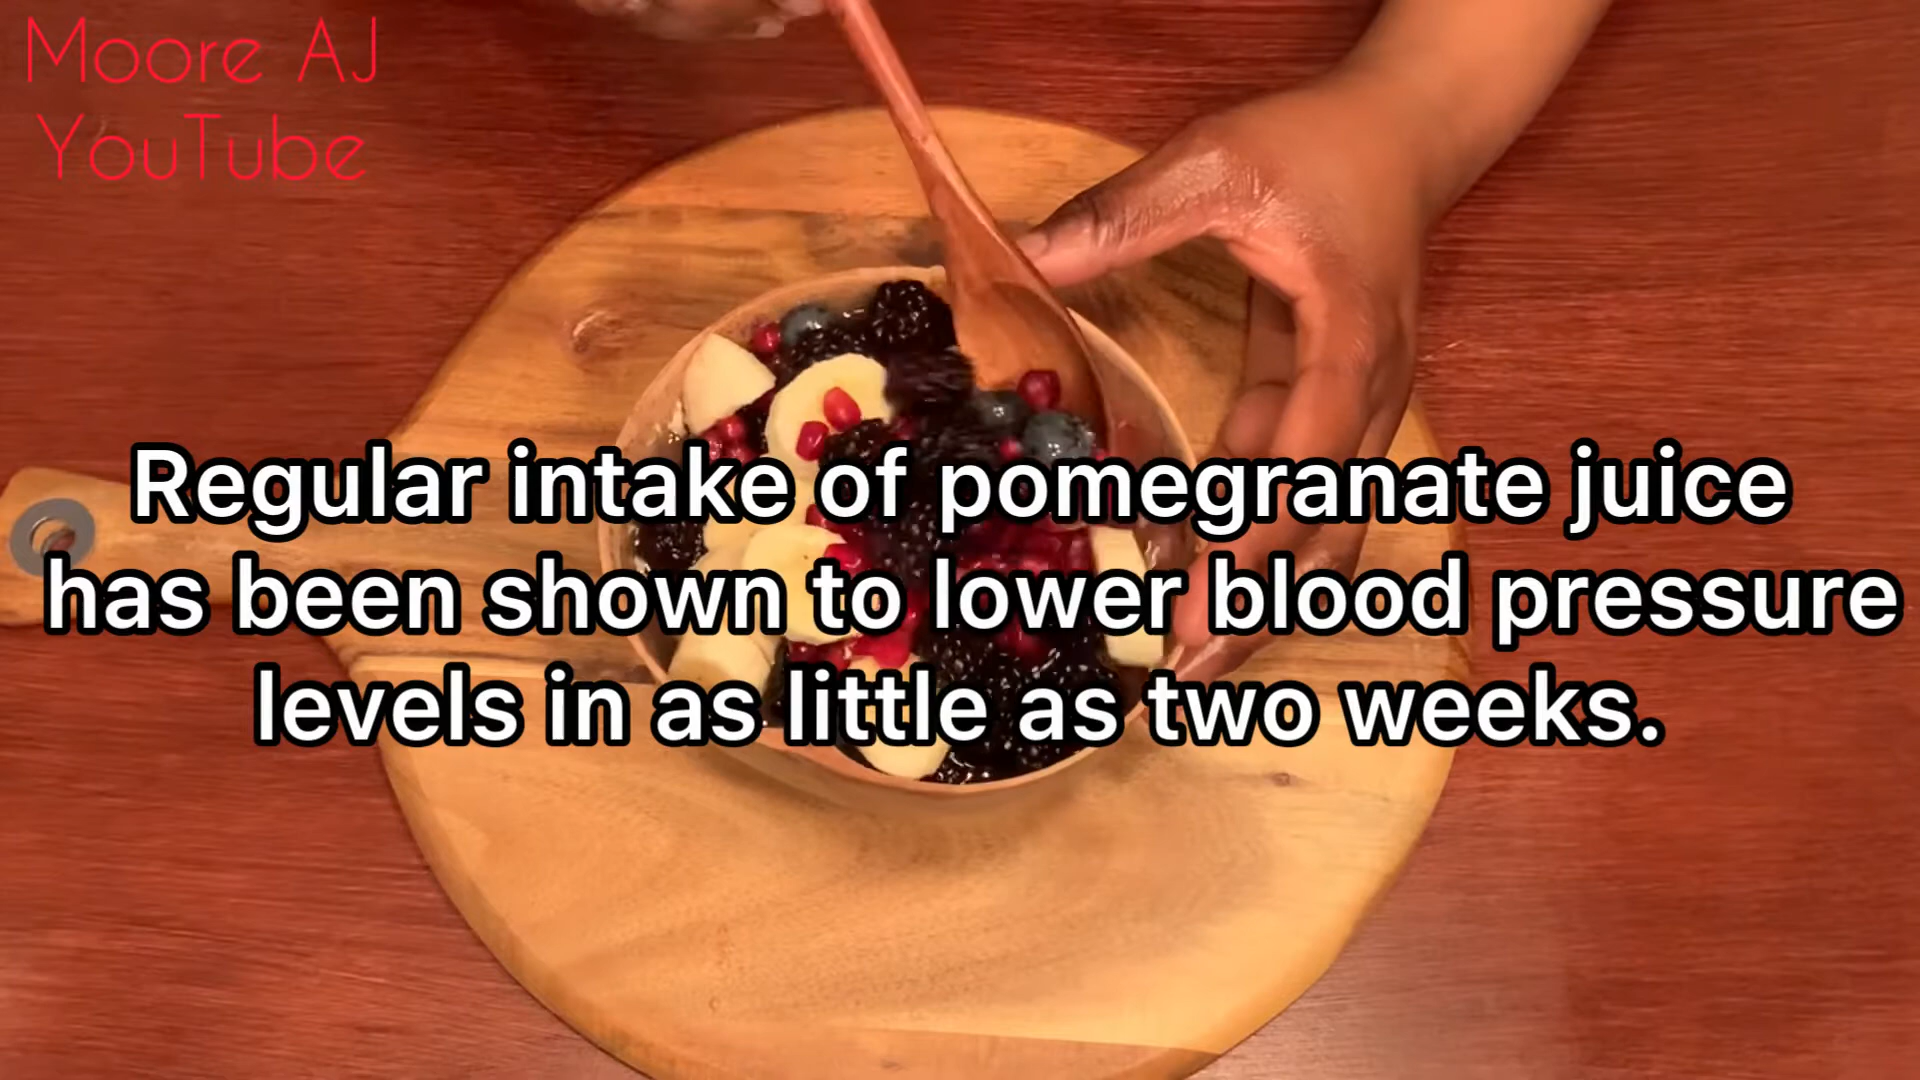 Moore AJ
YouTube
Regular intake of pomegranate juice
has been shown to lower blood pressure
levels in as little as two weeks.